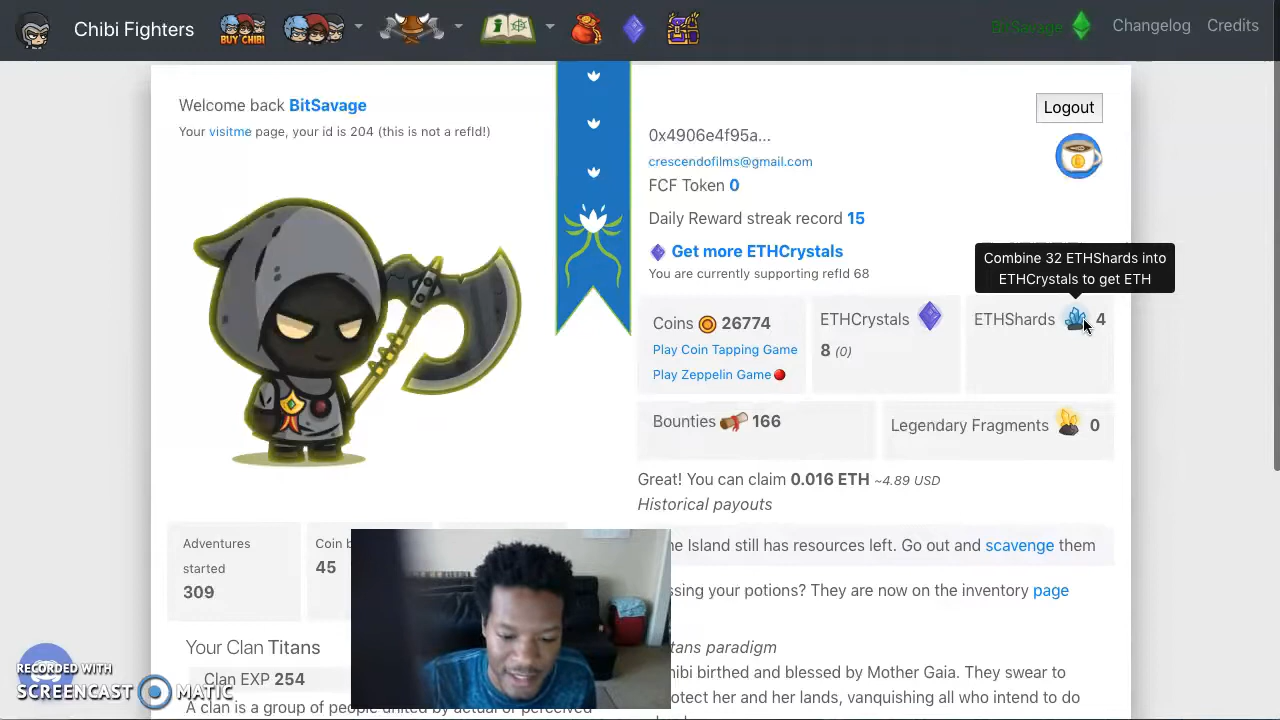 Chibi Fighters
BUY CHIBI
BitSavage
Changelog
Credits
Welcome back BitSavage
Your visitme page, your id is 204 (this is not a refId!)
Logout
0x4906e4f95a...
crescendofilms@gmail.com
FCF Token 0
Daily Reward streak record 15
Get more ETHCrystals
You are currently supporting refId 68
Combine 32 ETHShards into
ETHCrystals to get ETH
Coins 26774
Play Coin Tapping Game
Play Zeppelin Game
ETHCrystals
8 (0)
ETHShards 4
Bounties 166
Legendary Fragments 0
Great! You can claim 0.016 ETH ~4.89 USD
Historical payouts
Island still has resources left. Go out and scavenge them
your potions? They are now on the inventory page
paradigm
birthed and blessed by Mother Gaia. They swear to
her and her lands, vanquishing all who intend to do
Adventures
started
309
Coin
45
Your Clan Titans
Clan EXP 254
A clan is a group of people united by actual or perceived
RECORDED WITH
SCREENCAST MATIC